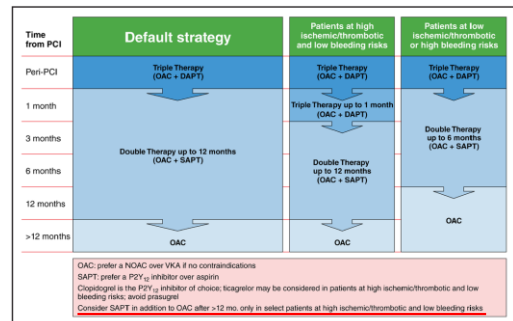 Time
from PCI
Default strategy
Patients at high
ischemic/thrombotic
and low bleeding risks
Patients at low
ischemic/thrombotic
or high bleeding risks
Peri-PCI
Triple Therapy
(OAC + DAPT)
Triple Therapy
(OAC + DAPT)
Triple Therapy
(OAC + DAPT)
1 month
Triple Therapy up to 1 month
(OAC + DAPT)
3 months
Double Therapy up to 12 months
(OAC + SAPT)
Double Therapy
up to 12 months
(OAC + SAPT)
Double Therapy
up to 6 months
(OAC + SAPT)
6 months
12 months
OAC
>12 months
OAC
OAC
OAC: prefer a NOAC over VKA if no contraindications
SAPT: prefer a P2Y12 inhibitor over aspirin
Clopidogrel is the P2Y12 inhibitor of choice; ticagrelor may be considered in patients at high ischemic/thrombotic and low
bleeding risks; avoid prasugrel
Consider SAPT in addition to OAC after >12 mo. only in select patients at high ischemic/thrombotic and low bleeding risks